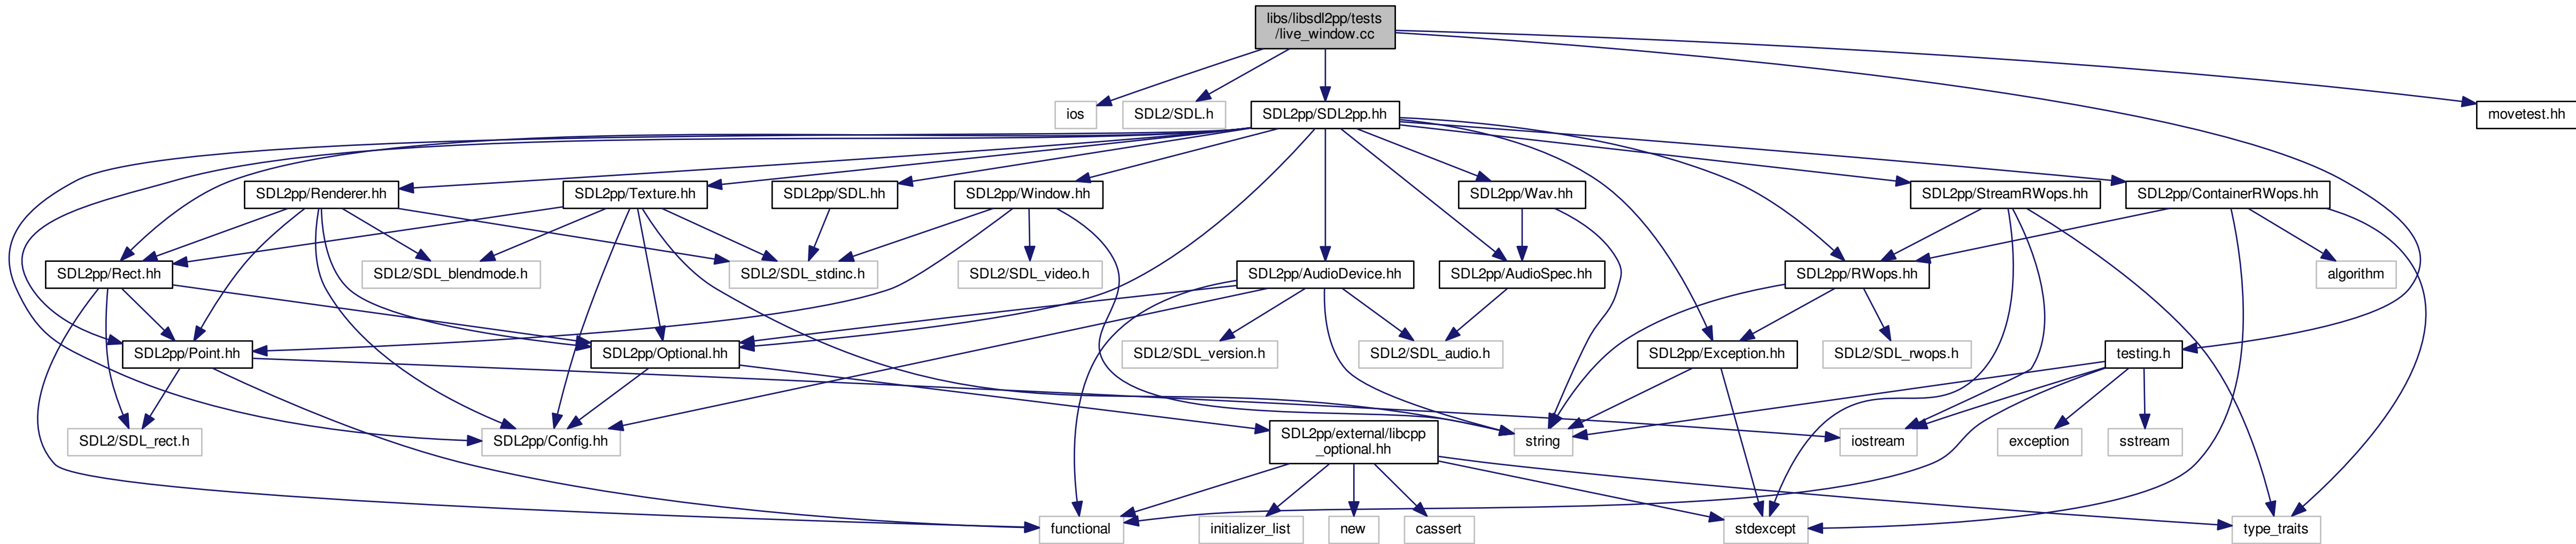 libs/libsdl2pp/tests
/live_window.cc
ios
SDL2/SDL.h
SDL2pp/SDL2pp.hh
movetest.hh
SDL2pp/Renderer.hh
SDL2pp/Texture.hh
SDL2pp/SDL.hh
SDL2pp/Window.hh
SDL2pp/Wav.hh
SDL2pp/StreamRWops.hh
SDL2pp/ContainerRWops.hh
SDL2pp/Rect.hh
SDL2/SDL_blendmode.h
SDL2/SDL_stdinc.h
SDL2/SDL_video.h
SDL2pp/AudioDevice.hh
SDL2pp/AudioSpec.hh
SDL2pp/RWops.hh
algorithm
SDL2pp/Point.hh
SDL2pp/Optional.hh
SDL2/SDL_version.h
SDL2/SDL_audio.h
SDL2pp/Exception.hh
SDL2/SDL_rwops.h
testing.h
SDL2/SDL_rect.h
SDL2pp/Config.hh
SDL2pp/external/libcpp
_optional.hh
string
iostream
exception
sstream
functional
initializer_list
new
cassert
stdexcept
type_traits